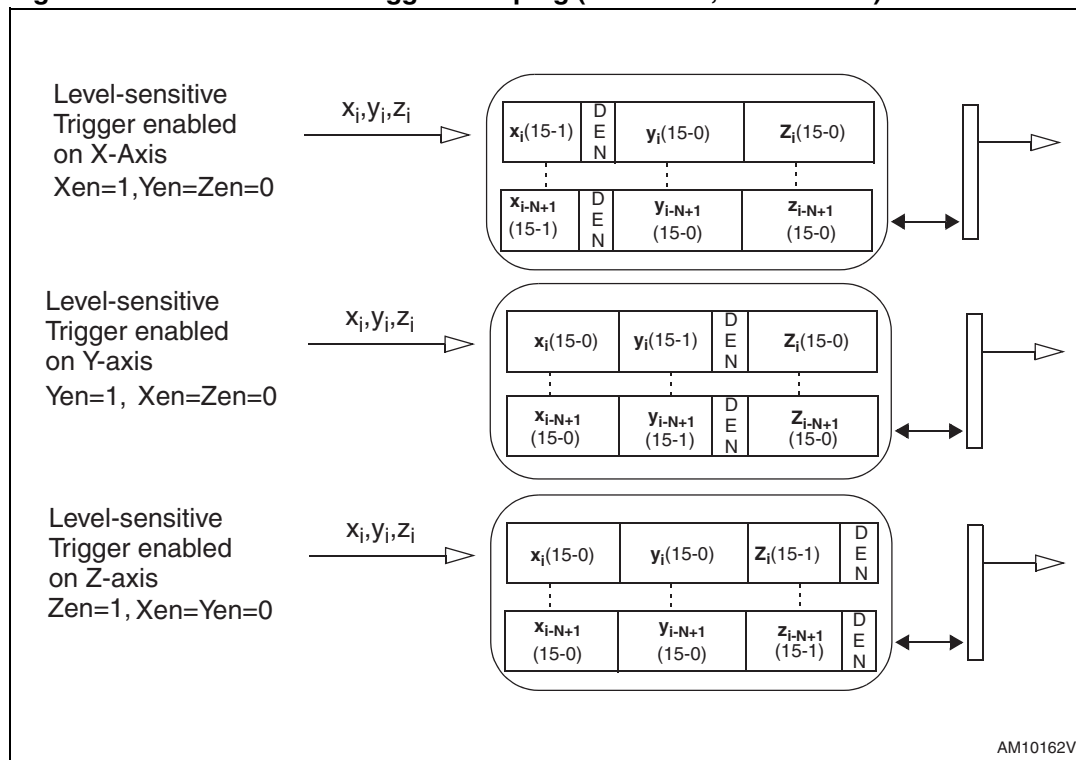 Level-sensitive
Trigger enabled
on X-Axis
Xen=1,Yen=Zen=0
xi,yi,zi
xi(15-1) DEN yi(15-0) Zi(15-0)
xi-N+1 (15-1) DEN yi-N+1 (15-0) zi-N+1 (15-0)
Level-sensitive
Trigger enabled
on Y-axis
Yen=1, Xen=Zen=0
xi,yi,zi
xi(15-0) yi(15-1) DEN Zi(15-0)
xi-N+1 (15-0) yi-N+1 (15-1) DEN Zi-N+1 (15-0)
Level-sensitive
Trigger enabled
on Z-axis
Zen=1, Xen=Yen=0
xi,yi,zi
xi(15-0) yi(15-0) Zi(15-1) DEN
xi-N+1 (15-0) yi-N+1 (15-0) zi-N+1 (15-1) DEN
AM10162V